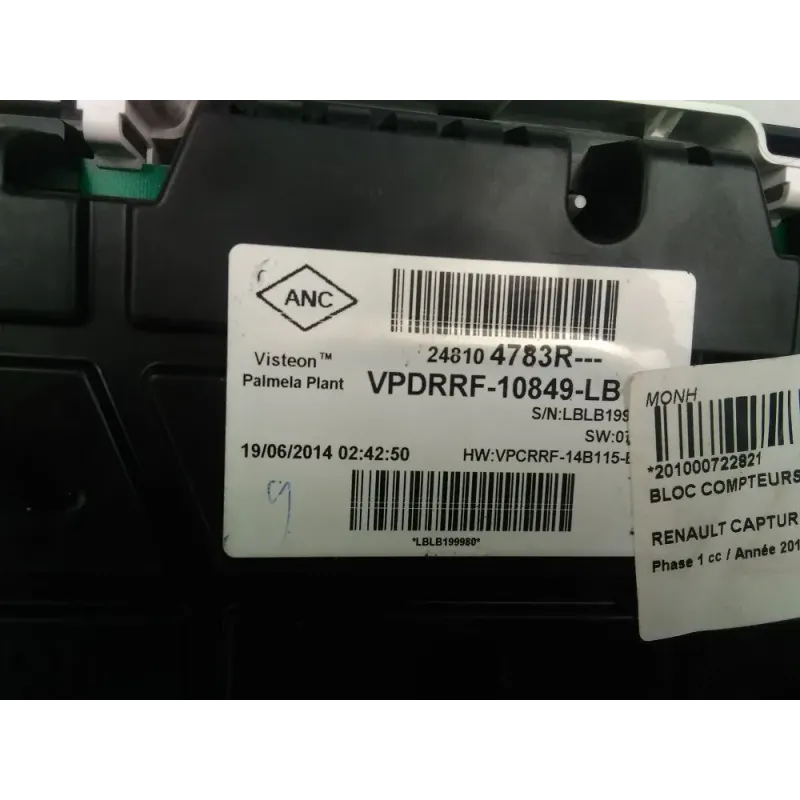 ANC
24810 4783R---
Visteon™
Palmela Plant
VPDRRF-10849-LB
S/N:LBLB199
SW:07
19/06/2014 02:42:50
HW:VPCRRF-14B115-
*LBLB199980*
MONH
*201000722821
BLOC COMPTEURS
RENAULT CAPTUR
Phase 1 cc / Année 201